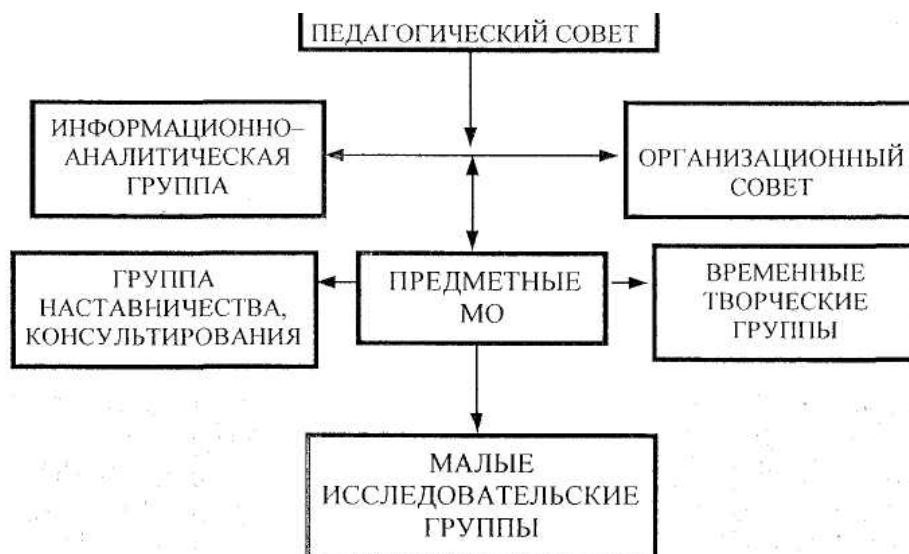 ПЕДАГОГИЧЕСКИЙ СОВЕТ
ИНФОРМАЦИОННО–
АНАЛИТИЧЕСКАЯ
ГРУППА
ОРГАНИЗАЦИОННЫЙ
СОВЕТ
ГРУППА
НАСТАВНИЧЕСТВА,
КОНСУЛЬТИРОВАНИЯ
ПРЕДМЕТНЫЕ
МО
ВРЕМЕННЫЕ
ТВОРЧЕСКИЕ
ГРУППЫ
МАЛЫЕ
ИССЛЕДОВАТЕЛЬСКИЕ
ГРУППЫ